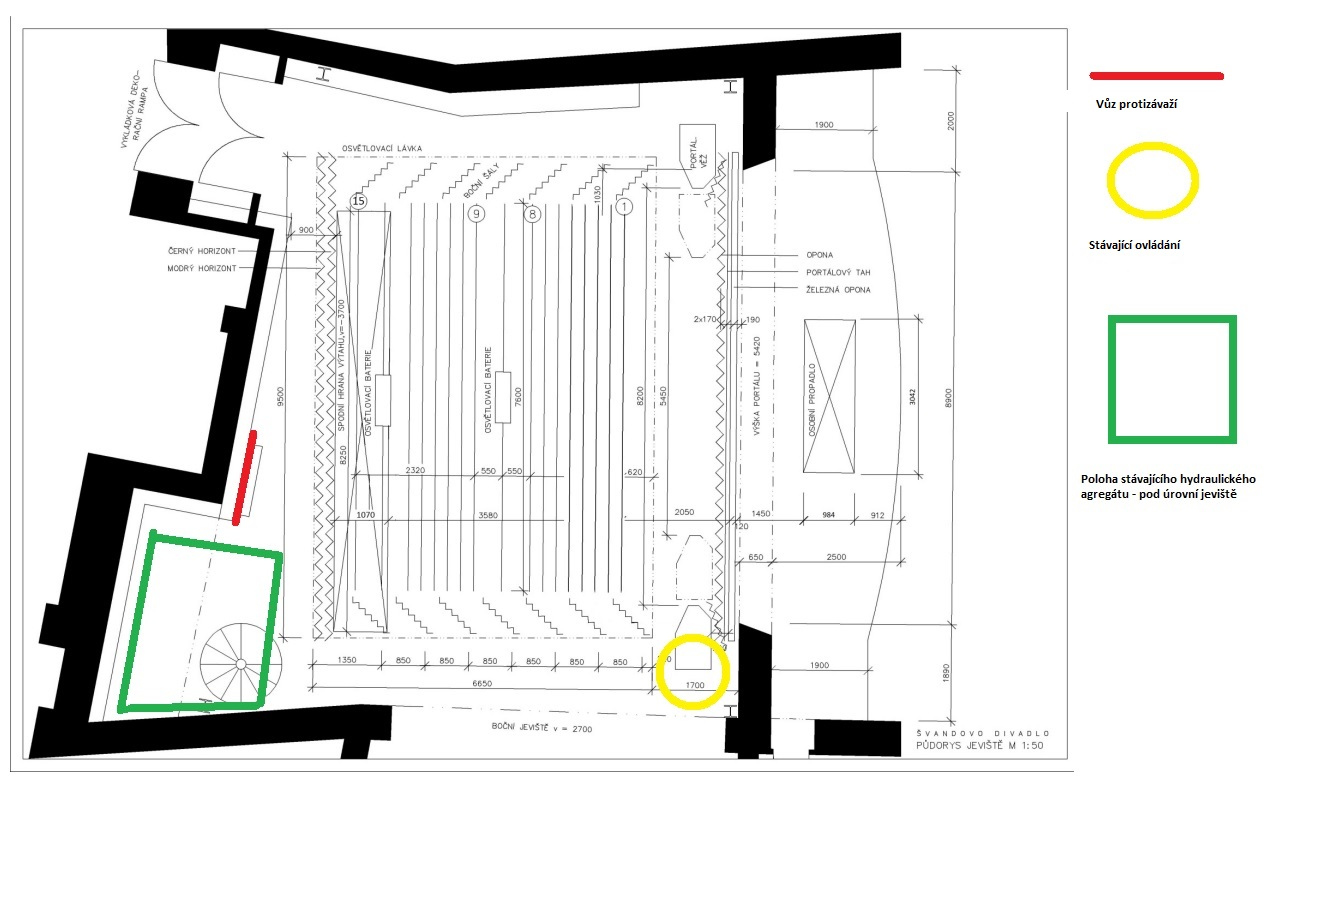 VYKLÁDKOVÁ DEKO-
RAČNÍ RAMPA
OSVĚTLOVACÍ LÁVKA
BOČNÍ ŠÁLY
PORTÁL.
VĚŽ
1900
2000
15
9
8
1
1030
900
ČERNÝ HORIZONT
MODRÝ HORIZONT
OPONA
PORTÁLOVÝ TAH
ŽELEZNÁ OPONA
2x170
190
SPODNÍ HRANA VÝTAHU,v=-3700
OSVĚTLOVACÍ BATERIE
OSVĚTLOVACÍ BATERIE
VÝŠKA PORTÁLU = 5420
OSOBNÍ PROPADLO
9500
8250
7600
8200
5450
3042
8900
2320
550
550
620
1070
3580
2050
120
1450
984
912
650
2500
1350
850
850
850
850
850
850
6650
1700
1900
1890
BOČNÍ JEVIŠTĚ v = 2700
ŠVANDOVO DIVADLO
PŮDORYS JEVIŠTĚ M 1:50
Vůz protizávaží
Stávající ovládání
Poloha stávajícího hydraulického
agregátu - pod úrovní jeviště